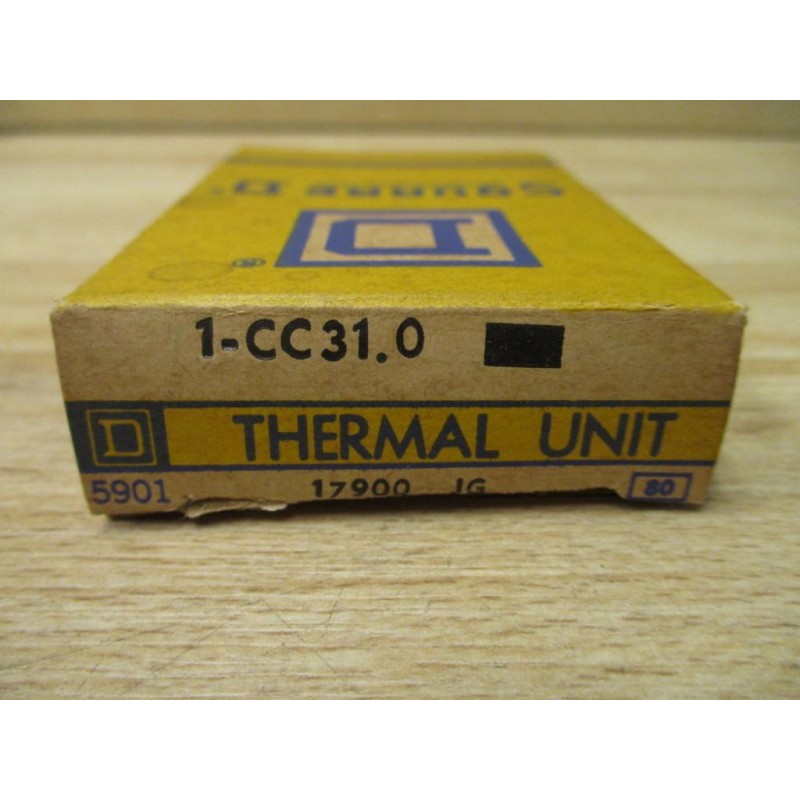 SQUARE D
D
®
1-CC31.0
D THERMAL UNIT
5901 17900 IG 80